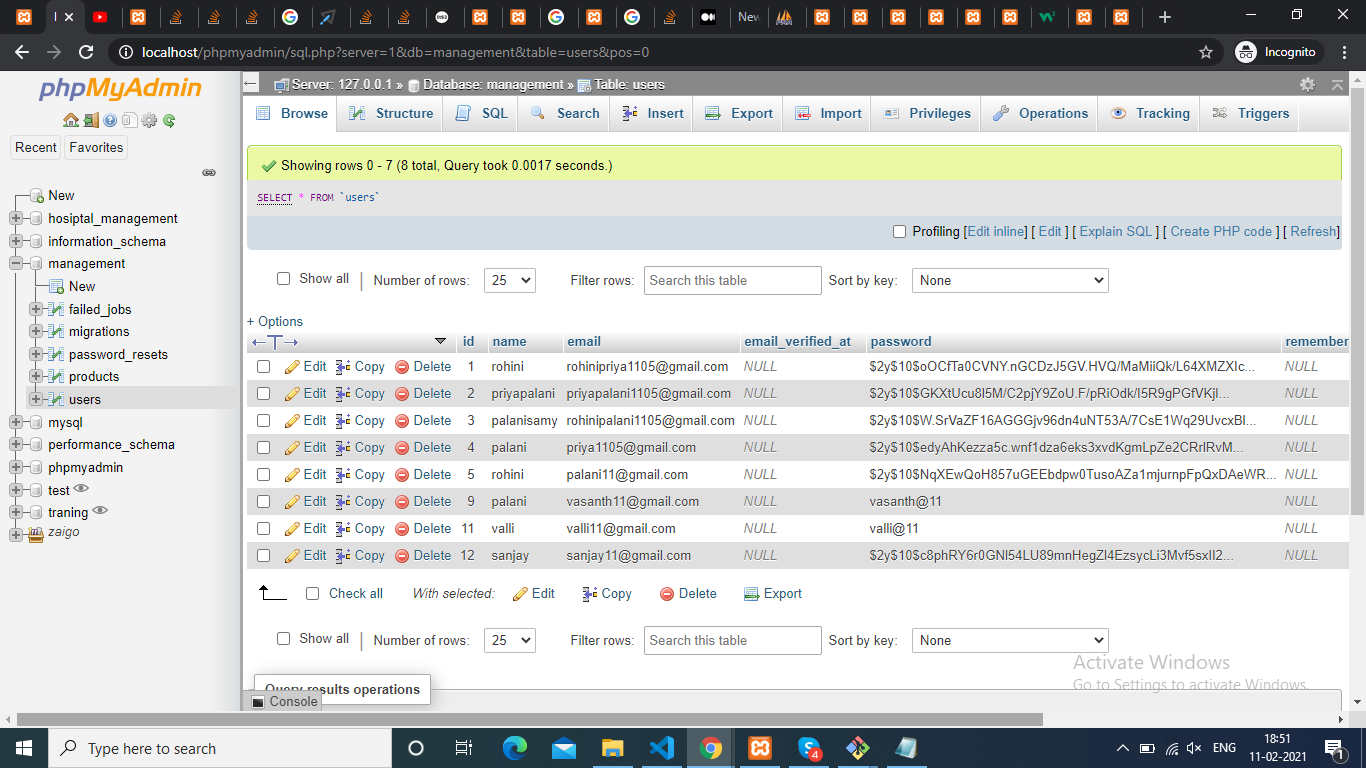 New
localhost/phpmyadmin/sql.php?server=1&db=management&table=users&pos=0
Incognito
phpMyAdmin
Recent Favorites
New
hosiptal_management
information_schema
management
New
failed_jobs
migrations
password_resets
products
users
mysql
performance_schema
phpmyadmin
test
traning
zaigo
Server: 127.0.0.1 » Database: management » Table: users
Browse Structure SQL Search Insert Export Import Privileges Operations Tracking Triggers
Showing rows 0 - 7 (8 total, Query took 0.0017 seconds.)
SELECT * FROM `users`
Profiling [Edit inline] [ Edit ] [ Explain SQL ] [ Create PHP code ] [ Refresh]
Show all | Number of rows: 25 Filter rows: Search this table Sort by key: None
+ Options
←T→ id name email email_verified_at password remember
Edit Copy Delete 1 rohini rohinipriya1105@gmail.com NULL $2y$10$oOCfTa0CVNY.nGCDzJ5GV.HVQ/MaMiiQk/L64XMZXIc... NULL
Edit Copy Delete 2 priyapalani priyapalani1105@gmail.com NULL $2y$10$GKXtUcu8I5M/C2pjY9ZoU.F/pRiOdk/I5R9gPGfVKjI... NULL
Edit Copy Delete 3 palanisamy rohinipalani1105@gmail.com NULL $2y$10$W.SrVaZF16AGGGjv96dn4uNT53A/7CsE1Wq29UvcxBI... NULL
Edit Copy Delete 4 palani priya1105@gmail.com NULL $2y$10$edyAhKezza5c.wnf1dza6eks3xvdKgmLpZe2CRrIRvM... NULL
Edit Copy Delete 5 rohini palani11@gmail.com NULL $2y$10$NqXEwQoH857uGEEbdpw0TusoAZa1mjurnpFpQxDAeWR... NULL
Edit Copy Delete 9 palani vasanth11@gmail.com NULL vasanth@11 NULL
Edit Copy Delete 11 valli valli11@gmail.com NULL valli@11 NULL
Edit Copy Delete 12 sanjay sanjay11@gmail.com NULL $2y$10$c8phRY6r0GNI54LU89mnHegZl4EzsycLi3Mvf5sxII2... NULL
Check all With selected: Edit Copy Delete Export
Show all | Number of rows: 25 Filter rows: Search this table Sort by key: None
Activate Windows
Go to Settings to activate Windows.
Query results operations
Console
Type here to search
4
ENG
18:51
11-02-2021
1